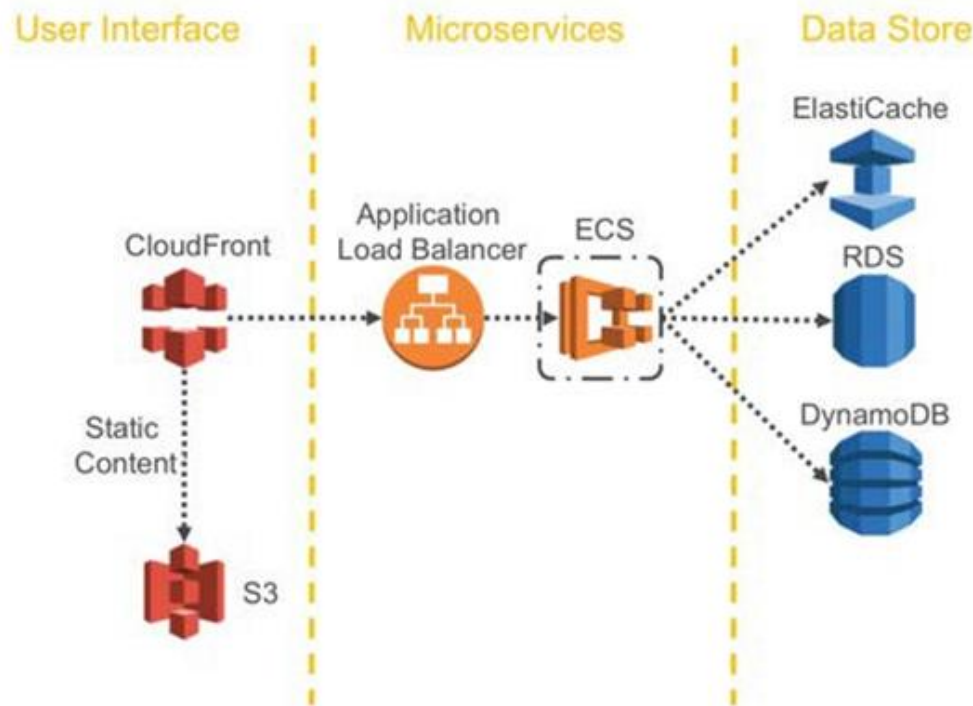 User Interface
Microservices
Data Store
ElastiCache
Application
Load Balancer
ECS
CloudFront
RDS
Static
Content
DynamoDB
S3